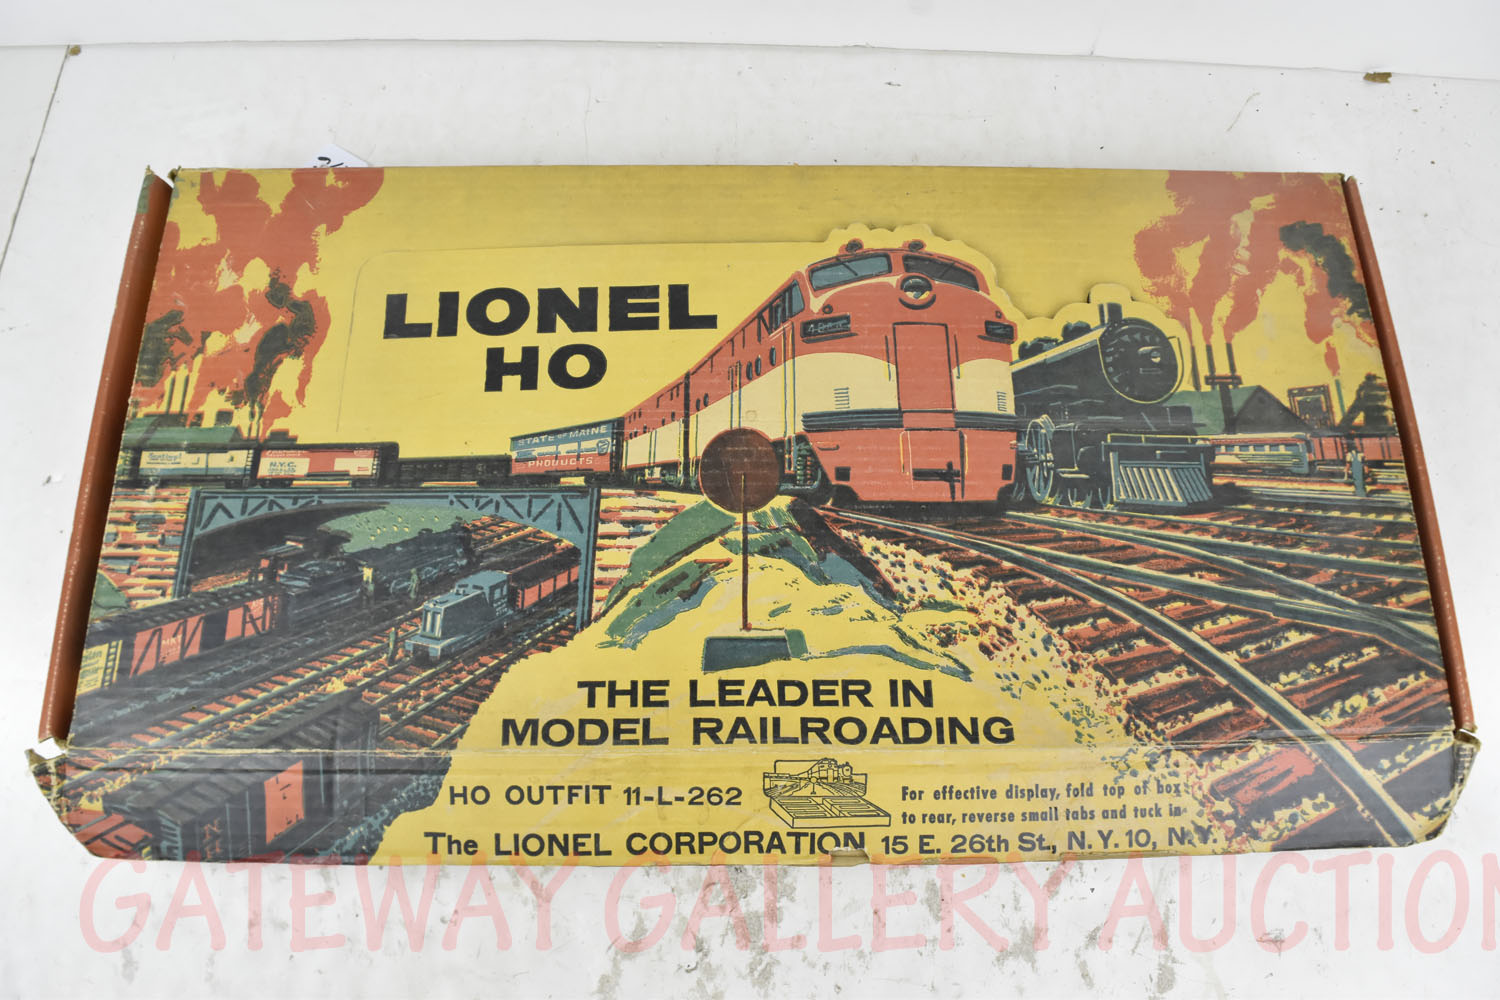 LIONEL
HO
STATE OF MAINE
PRODUCTS
N.Y.C.
THE LEADER IN
MODEL RAILROADING
HO OUTFIT 11-L-262
For effective display, fold top of box
to rear, reverse small tabs and tuck in
The LIONEL CORPORATION 15 E. 26th St., N.Y. 10, N.Y.
GATEWAY GALLERY AUCTION